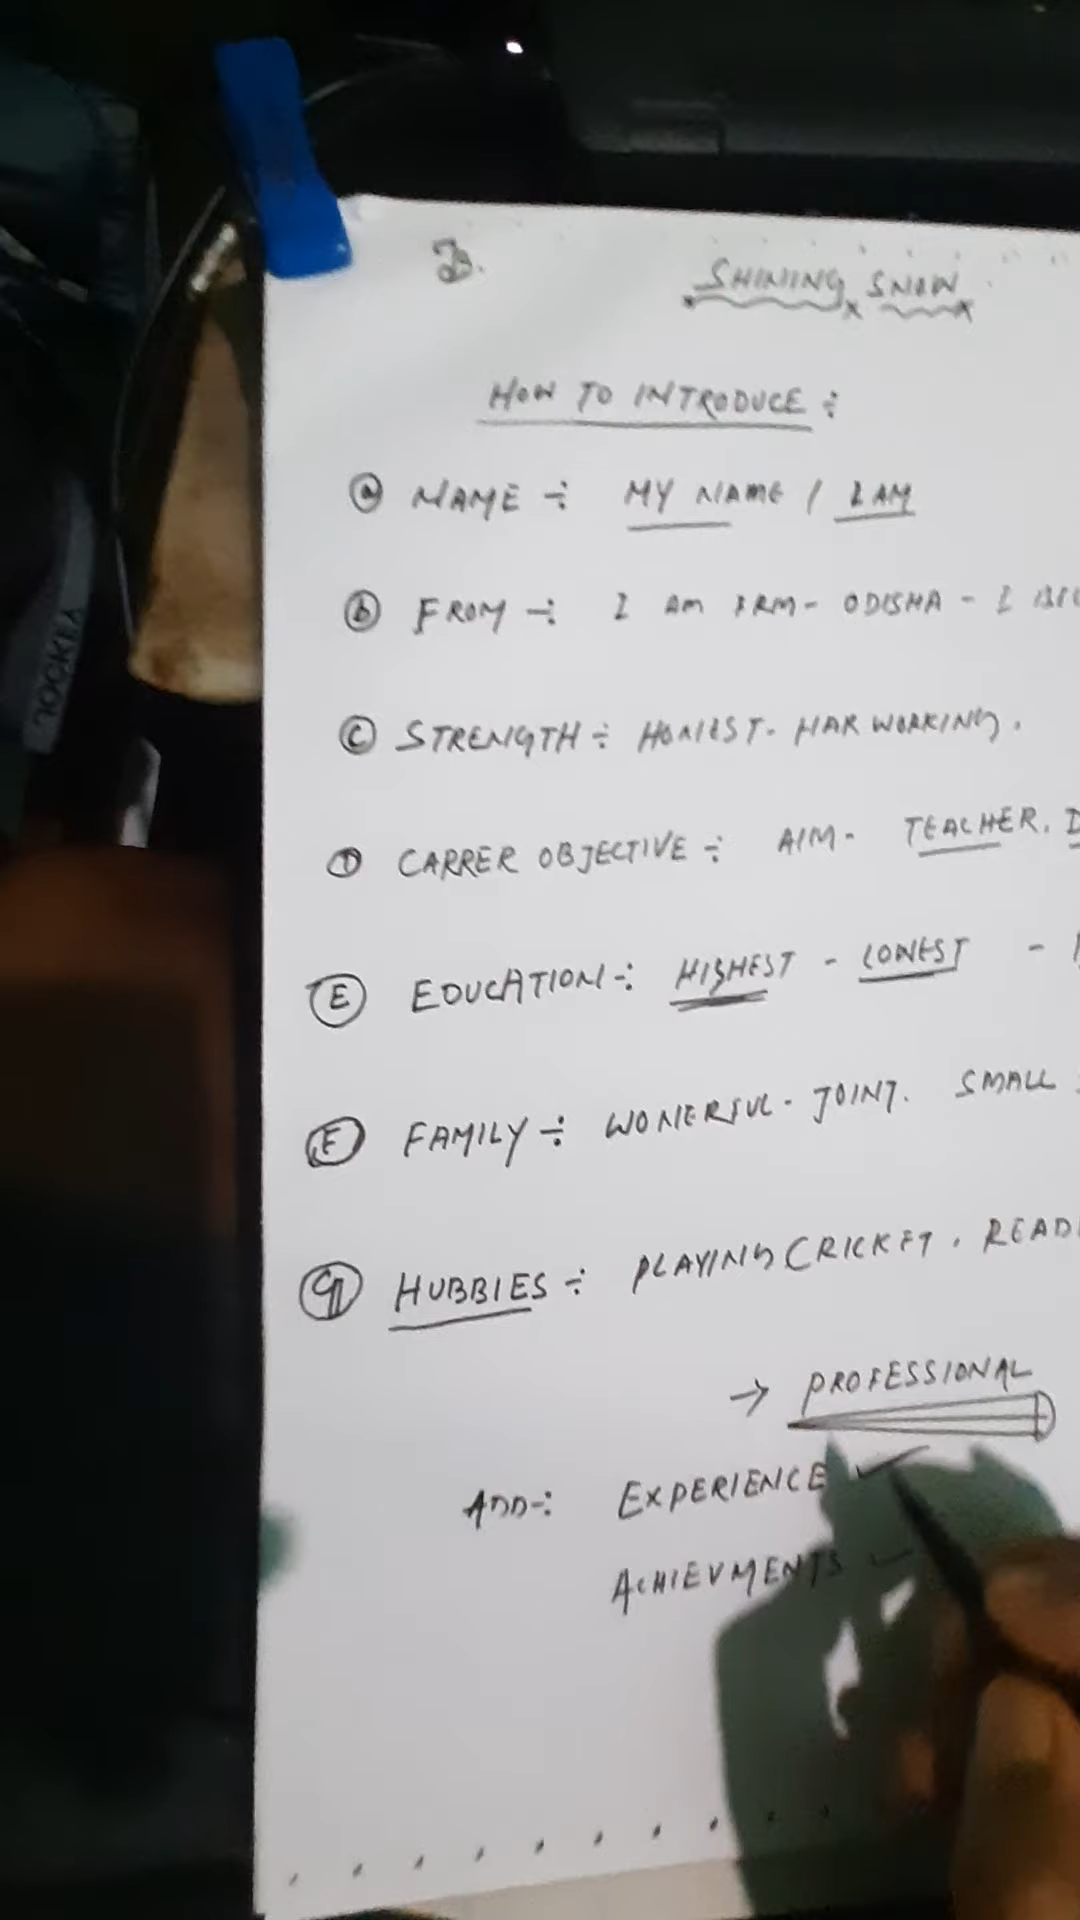 SHINING SNOW
HOW TO INTRODUCE ÷
(a) NAME ÷ MY NAME / I AM
(b) FROM ÷ I AM FRM - ODISHA - I
(C) STRENGTH ÷ HONEST. HAR WORKING.
(D) CARRER OBJECTIVE ÷ AIM - TEACHER.
(E) EDUCATION ÷ HIGHEST - LOWEST -
(F) FAMILY ÷ WONERFUL - JOINT. SMALL
(G) HUBBIES ÷ PLAYING CRICKET. READ
→ PROFESSIONAL
ADD ÷ EXPERIENCE ✓
ACHIEVMENTS ✓
JOCKEY